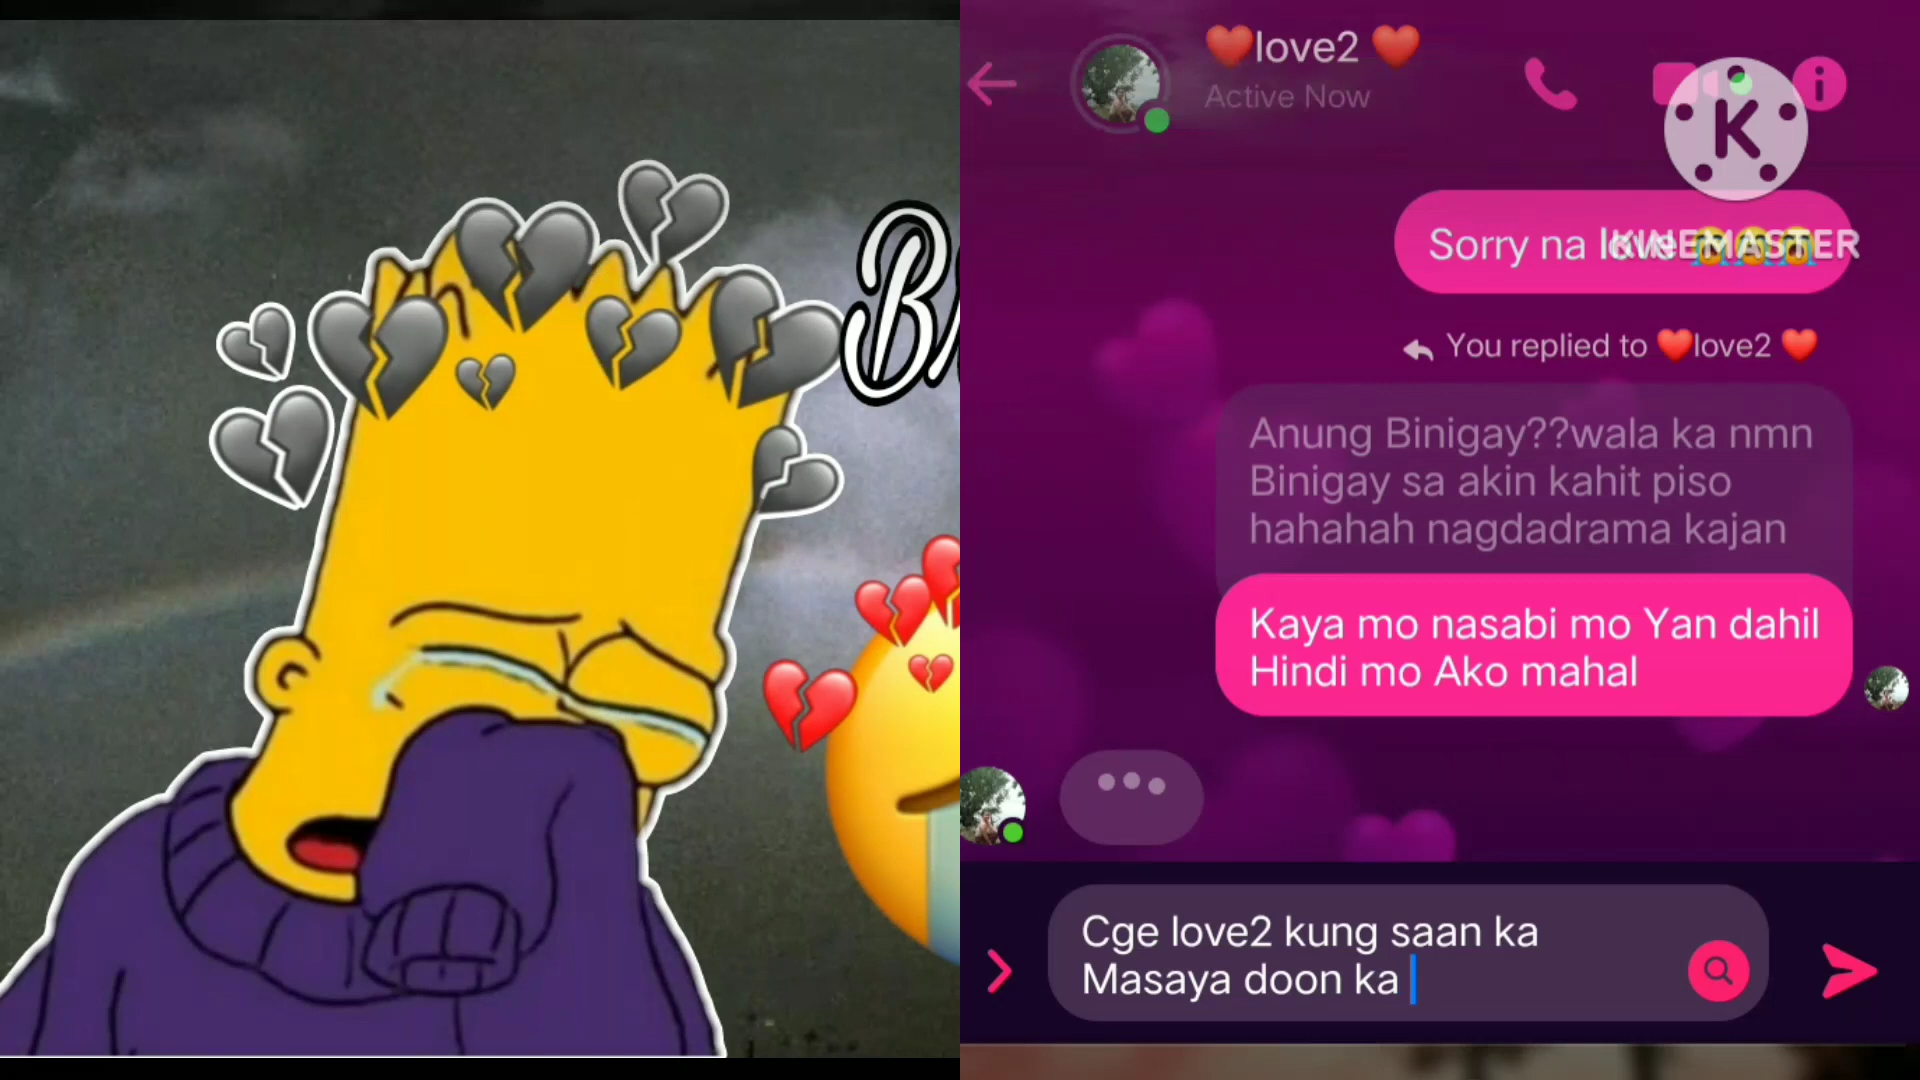 ❤️love2 ❤️
Active Now
K
KINEMASTER
Sorry na love 😭😭😭
You replied to ❤️love2 ❤️
Anung Binigay??wala ka nmn
Binigay sa akin kahit piso
hahahah nagdadrama kajan
Kaya mo nasabi mo Yan dahil
Hindi mo Ako mahal
Cge love2 kung saan ka
Masaya doon ka